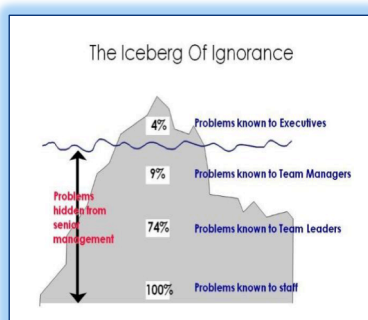 The Iceberg Of Ignorance
4% Problems known to Executives
9% Problems known to Team Managers
Problems
hidden from
senior
management
74% Problems known to Team Leaders
100% Problems known to staff